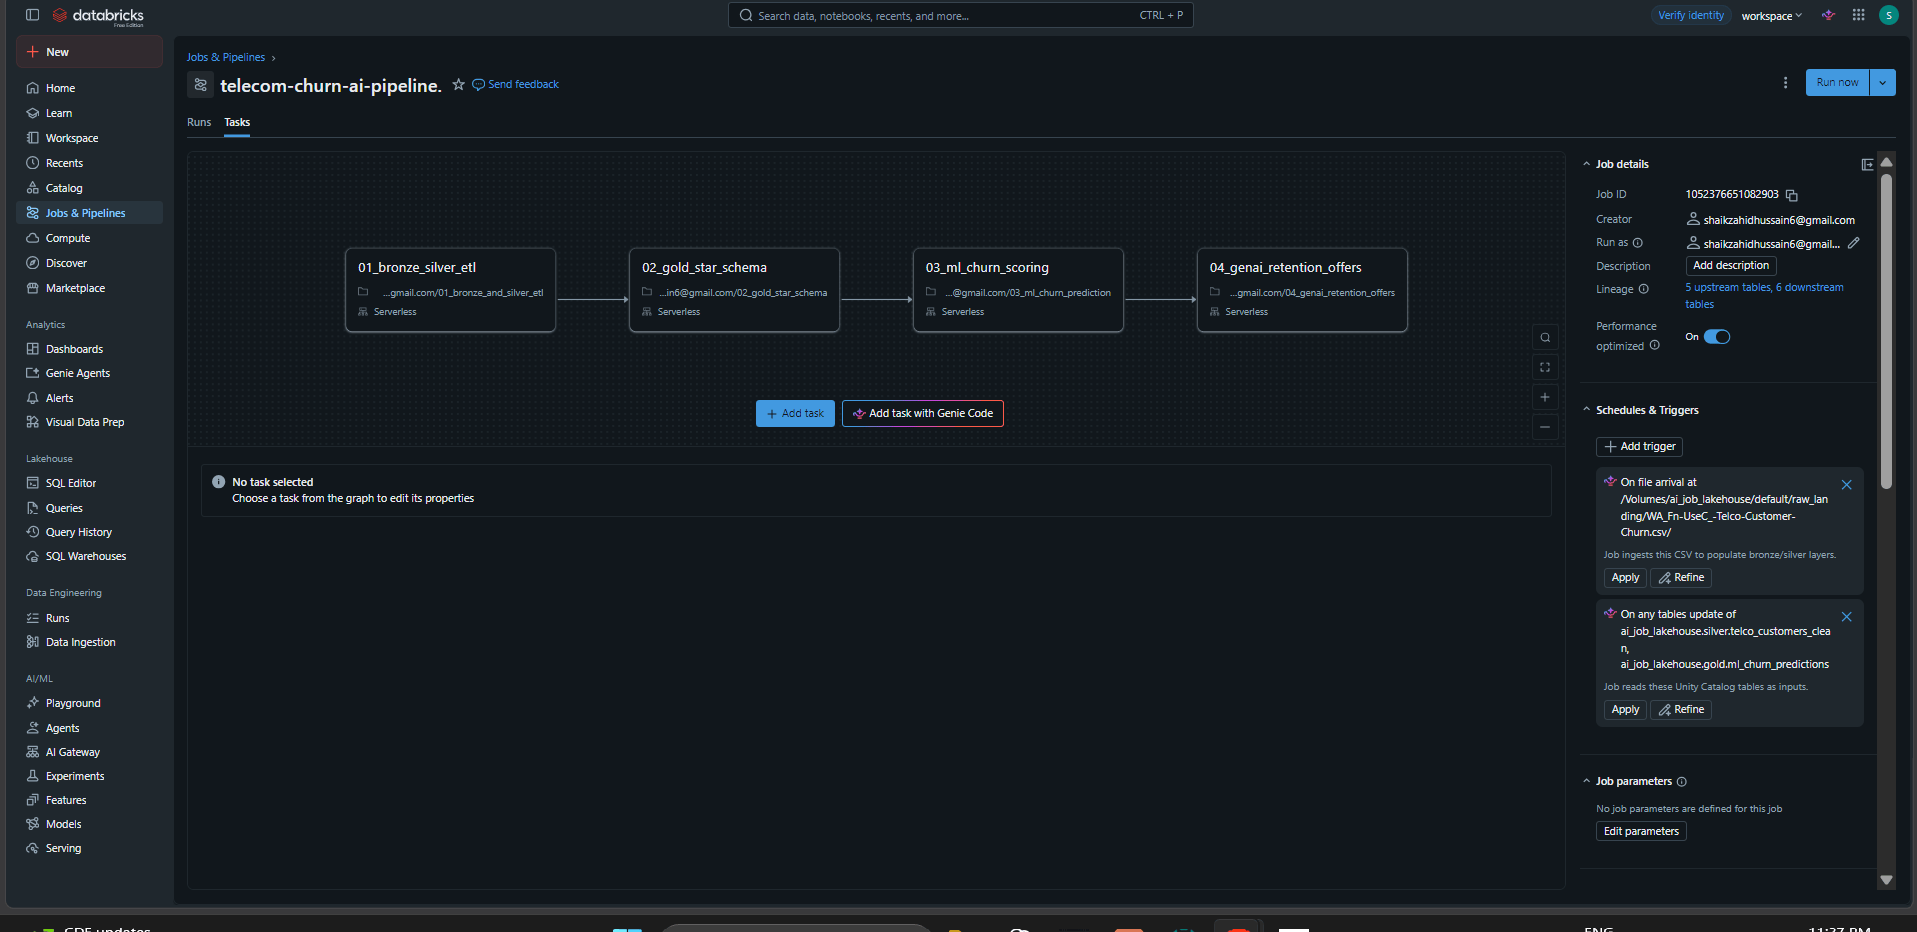 databricks
Free Edition
Search data, notebooks, recents, and more...
CTRL + P
Verify identity
workspace
S
New
Home
Learn
Workspace
Recents
Catalog
Jobs & Pipelines
Compute
Discover
Marketplace
Analytics
Dashboards
Genie Agents
Alerts
Visual Data Prep
Lakehouse
SQL Editor
Queries
Query History
SQL Warehouses
Data Engineering
Runs
Data Ingestion
AI/ML
Playground
Agents
AI Gateway
Experiments
Features
Models
Serving
Jobs & Pipelines ›
telecom-churn-ai-pipeline.
Send feedback
Run now
Runs
Tasks
01_bronze_silver_etl
...gmail.com/01_bronze_and_silver_etl
Serverless
02_gold_star_schema
...in6@gmail.com/02_gold_star_schema
Serverless
03_ml_churn_scoring
...@gmail.com/03_ml_churn_prediction
Serverless
04_genai_retention_offers
...gmail.com/04_genai_retention_offers
Serverless
Add task
Add task with Genie Code
No task selected
Choose a task from the graph to edit its properties
Job details
Job ID
1052376651082903
Creator
shaikzahidhussain6@gmail.com
Run as
shaikzahidhussain6@gmail...
Description
Add description
Lineage
5 upstream tables, 6 downstream
tables
Performance
optimized
On
Schedules & Triggers
Add trigger
On file arrival at
/Volumes/ai_job_lakehouse/default/raw_lan
ding/WA_Fn-UseC_-Telco-Customer-
Churn.csv/
Job ingests this CSV to populate bronze/silver layers.
Apply
Refine
On any tables update of
ai_job_lakehouse.silver.telco_customers_clea
n,
ai_job_lakehouse.gold.ml_churn_predictions
Job reads these Unity Catalog tables as inputs.
Apply
Refine
Job parameters
No job parameters are defined for this job
Edit parameters
ENG
11:37 PM